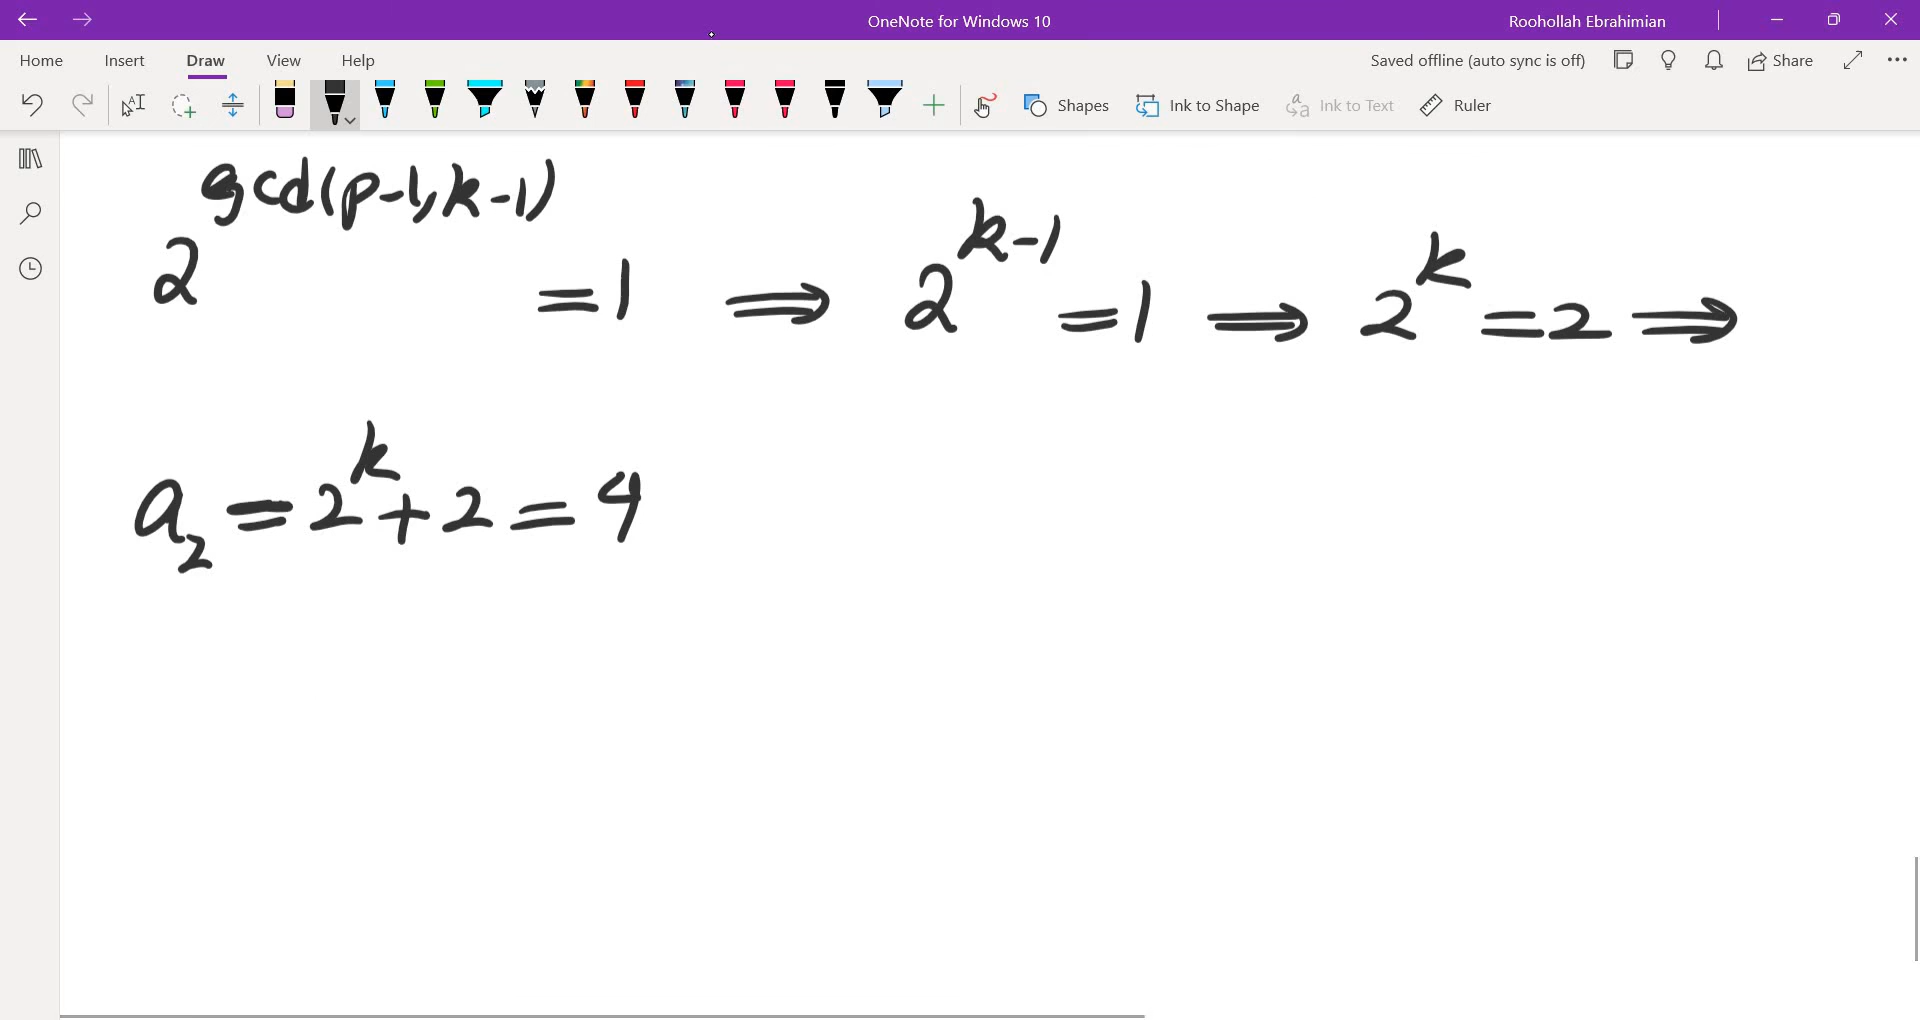 OneNote for Windows 10
Roohollah Ebrahimian
Home Insert Draw View Help
Saved offline (auto sync is off) Share
Shapes Ink to Shape Ink to Text Ruler
2^{gcd(p-1,k-1)} = 1 ⟹ 2^{k-1} = 1 ⟹ 2^k = 2 ⟹
a_2 = 2^k + 2 = 4